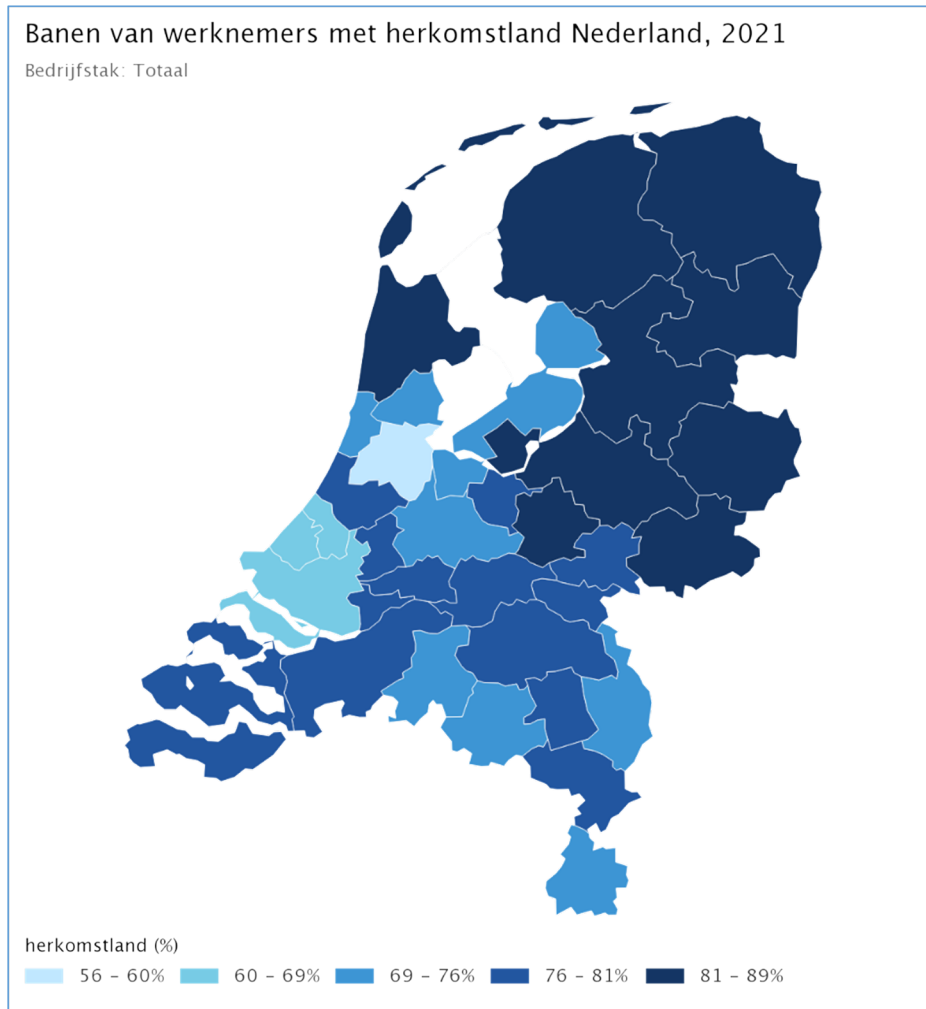 Banen van werknemers met herkomstland Nederland, 2021
Bedrijfstak: Totaal
herkomstland (%)
56 – 60% 60 – 69% 69 – 76% 76 – 81% 81 – 89%